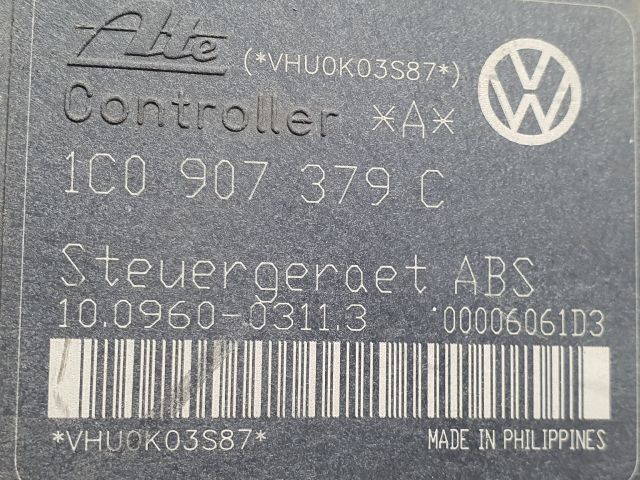 Ate (*VHU0K03S87*)
Controller *A*
1C0 907 379 C
Steuergeraet ABS
10.0960-0311.3 00006061D3
*VHU0K03S87* MADE IN PHILIPPINES